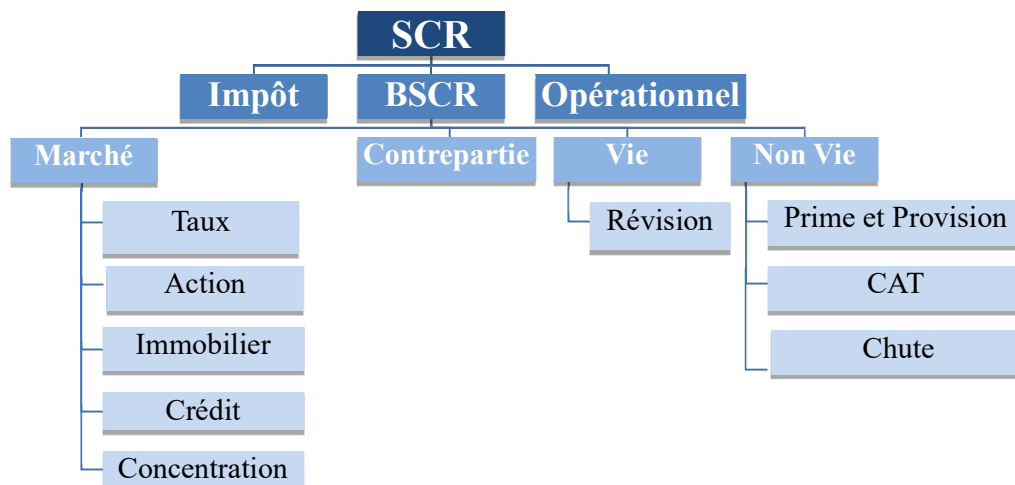 SCR
Impôt
BSCR
Opérationnel
Marché
Contrepartie
Vie
Non Vie
Taux
Action
Immobilier
Crédit
Concentration
Révision
Prime et Provision
CAT
Chute